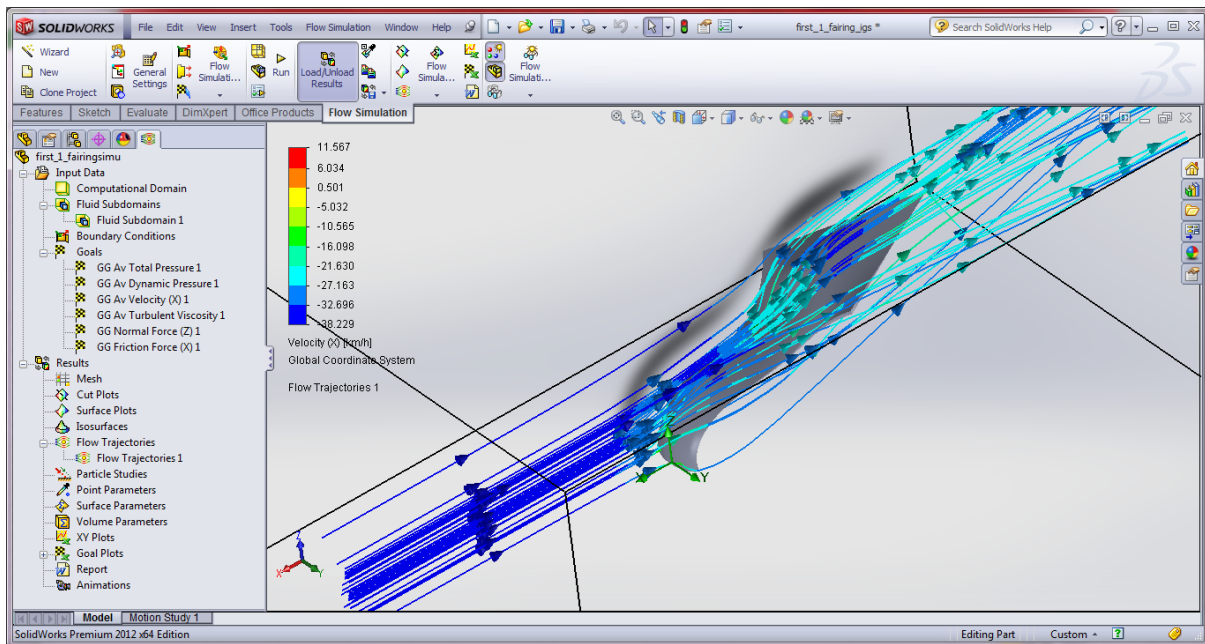 SOLIDWORKS File Edit View Insert Tools Flow Simulation Window Help first_1_fairing_igs * Search SolidWorks Help
Wizard
New
Clone Project
General Settings
Flow Simulati...
Run
Load/Unload Results
Flow Simula...
Flow Simulati...
Features Sketch Evaluate DimXpert Office Products Flow Simulation
first_1_fairingsimu
Input Data
Computational Domain
Fluid Subdomains
Fluid Subdomain 1
Boundary Conditions
Goals
GG Av Total Pressure 1
GG Av Dynamic Pressure 1
GG Av Velocity (X) 1
GG Av Turbulent Viscosity 1
GG Normal Force (Z) 1
GG Friction Force (X) 1
Results
Mesh
Cut Plots
Surface Plots
Isosurfaces
Flow Trajectories
Flow Trajectories 1
Particle Studies
Point Parameters
Surface Parameters
Volume Parameters
XY Plots
Goal Plots
Report
Animations
11.567
6.034
0.501
-5.032
-10.565
-16.098
-21.630
-27.163
-32.696
-38.229
Velocity (X) [km/h]
Global Coordinate System
Flow Trajectories 1
Z
X
Y
X
Y
Model Motion Study 1
SolidWorks Premium 2012 x64 Edition Editing Part Custom